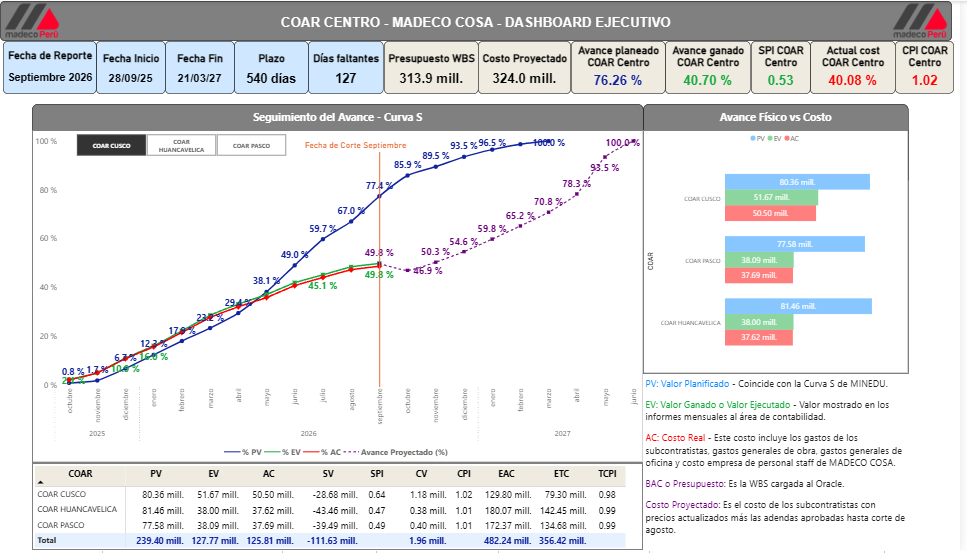 madeco Perú
COAR CENTRO - MADECO COSA - DASHBOARD EJECUTIVO
madeco Perú
Fecha de Reporte
Septiembre 2026
Fecha Inicio
28/09/25
Fecha Fin
21/03/27
Plazo
540 días
Días faltantes
127
Presupuesto WBS
313.9 mill.
Costo Proyectado
324.0 mill.
Avance planeado
COAR Centro
76.26 %
Avance ganado
COAR Centro
40.70 %
SPI COAR
Centro
0.53
Actual cost
COAR Centro
40.08 %
CPI COAR
Centro
1.02
Seguimiento del Avance - Curva S
COAR CUSCO
COAR
HUANCAVELICA
COAR PASCO
Fecha de Corte Septiembre
100 %
80 %
60 %
40 %
20 %
0 %
0.8 %
1.7 %
6.7 %
29.4 %
38.1 %
49.0 %
59.7 %
67.0 %
77.4 %
85.9 %
89.5 %
93.5 %
96.5 %
100.0 %
45.1 %
49.8 %
49.8 %
46.9 %
50.3 %
54.6 %
59.8 %
65.2 %
70.8 %
78.3 %
93.5 %
100.0 %
octubre
noviembre
diciembre
enero
febrero
marzo
abril
mayo
junio
julio
agosto
septiembre
octubre
noviembre
diciembre
enero
febrero
marzo
abril
mayo
junio
2025
2026
2027
% PV
% EV
% AC
Avance Proyectado (%)
Avance Físico vs Costo
PV
EV
AC
COAR
COAR CUSCO
80.36 mill.
51.67 mill.
50.50 mill.
COAR PASCO
77.58 mill.
38.09 mill.
37.69 mill.
COAR HUANCAVELICA
81.46 mill.
38.00 mill.
37.62 mill.
PV: Valor Planificado - Coincide con la Curva S de MINEDU.
EV: Valor Ganado o Valor Ejecutado - Valor mostrado en los
informes mensuales al área de contabilidad.
AC: Costo Real - Este costo incluye los gastos de los
subcontratistas, gastos generales de obra, gastos generales de
oficina y costo empresa de personal staff de MADECO COSA.
BAC o Presupuesto: Es la WBS cargada al Oracle.
Costo Proyectado: Es el costo de los subcontratistas con
precios actualizados más las adendas aprobadas hasta corte de
agosto.
COAR PV EV AC SV SPI CV CPI EAC ETC TCPI
COAR CUSCO 80.36 mill. 51.67 mill. 50.50 mill. -28.68 mill. 0.64 1.18 mill. 1.02 129.80 mill. 79.30 mill. 0.98
COAR HUANCAVELICA 81.46 mill. 38.00 mill. 37.62 mill. -43.46 mill. 0.47 0.38 mill. 1.01 180.07 mill. 142.45 mill. 0.99
COAR PASCO 77.58 mill. 38.09 mill. 37.69 mill. -39.49 mill. 0.49 0.40 mill. 1.01 172.37 mill. 134.68 mill. 0.99
Total 239.40 mill. 127.77 mill. 125.81 mill. -111.63 mill. 1.96 mill. 482.24 mill. 356.42 mill.